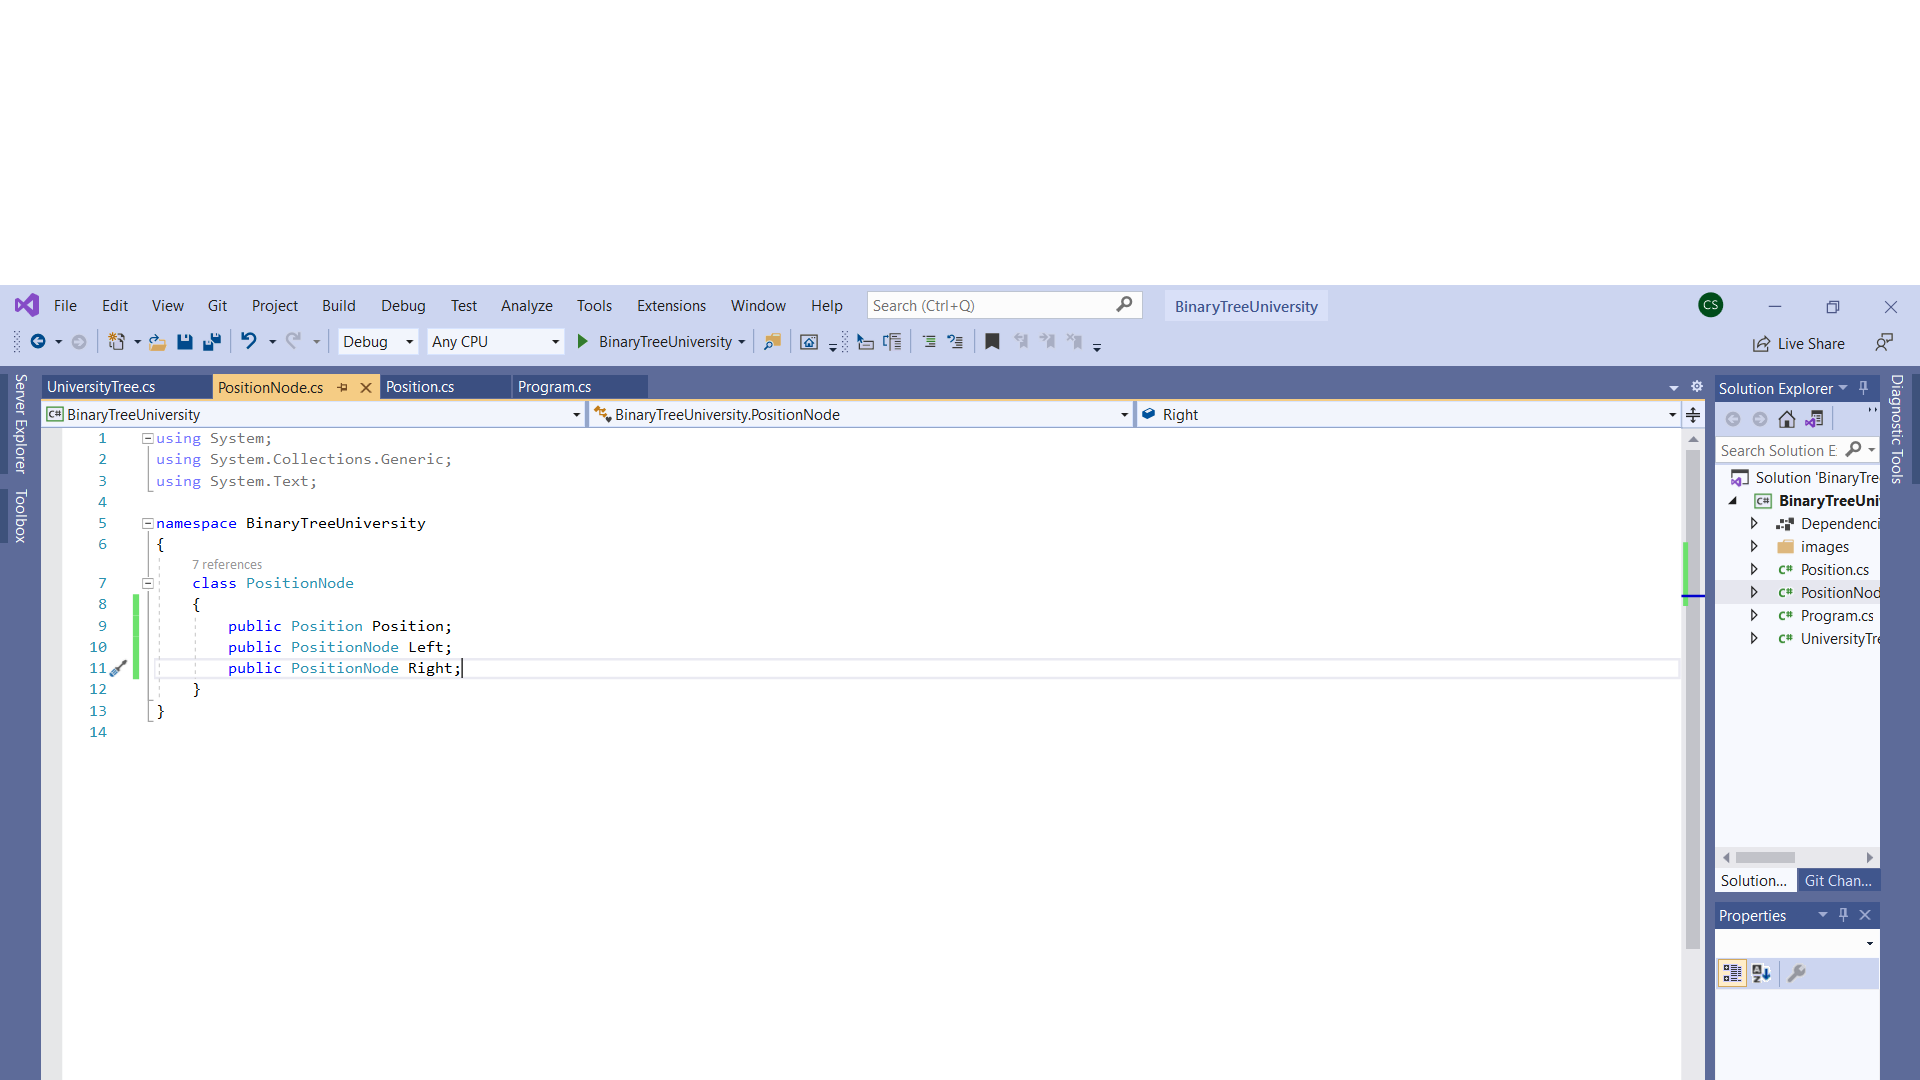 File Edit View Git Project Build Debug Test Analyze Tools Extensions Window Help Search (Ctrl+Q) BinaryTreeUniversity CS
Debug Any CPU BinaryTreeUniversity Live Share
Server Explorer
Toolbox
UniversityTree.cs PositionNode.cs Position.cs Program.cs
BinaryTreeUniversity BinaryTreeUniversity.PositionNode Right
1 using System;
2 using System.Collections.Generic;
3 using System.Text;
4
5 namespace BinaryTreeUniversity
6 {
7 references
7 class PositionNode
8 {
9 public Position Position;
10 public PositionNode Left;
11 public PositionNode Right;
12 }
13 }
14
Solution Explorer
Search Solution E
Solution 'BinaryTre
BinaryTreeUni
Dependenci
images
Position.cs
PositionNod
Program.cs
UniversityTre
Solution... Git Chan...
Properties
Diagnostic Tools